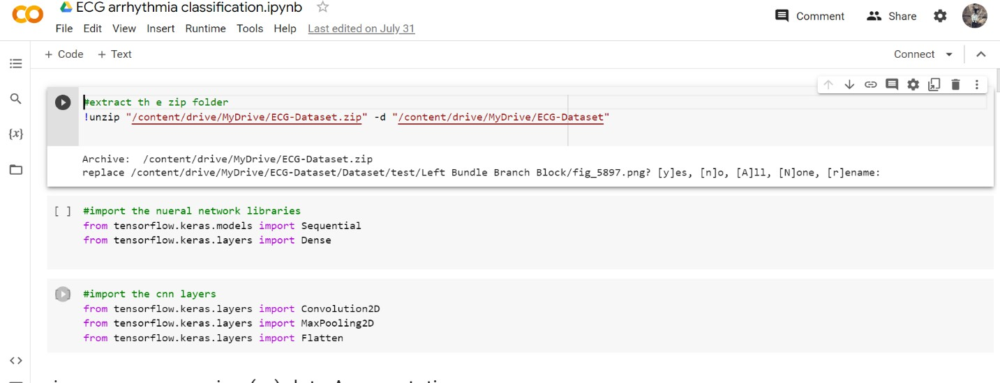 CO
ECG arrhythmia classification.ipynb
File Edit View Insert Runtime Tools Help Last edited on July 31
Comment Share
+ Code + Text
Connect
#extract th e zip folder
!unzip "/content/drive/MyDrive/ECG-Dataset.zip" -d "/content/drive/MyDrive/ECG-Dataset"
{x}
Archive: /content/drive/MyDrive/ECG-Dataset.zip
replace /content/drive/MyDrive/ECG-Dataset/Dataset/test/Left Bundle Branch Block/fig_5897.png? [y]es, [n]o, [A]ll, [N]one, [r]ename:
[ ] #import the nueral network libraries
from tensorflow.keras.models import Sequential
from tensorflow.keras.layers import Dense
#import the cnn layers
from tensorflow.keras.layers import Convolution2D
from tensorflow.keras.layers import MaxPooling2D
from tensorflow.keras.layers import Flatten
<>